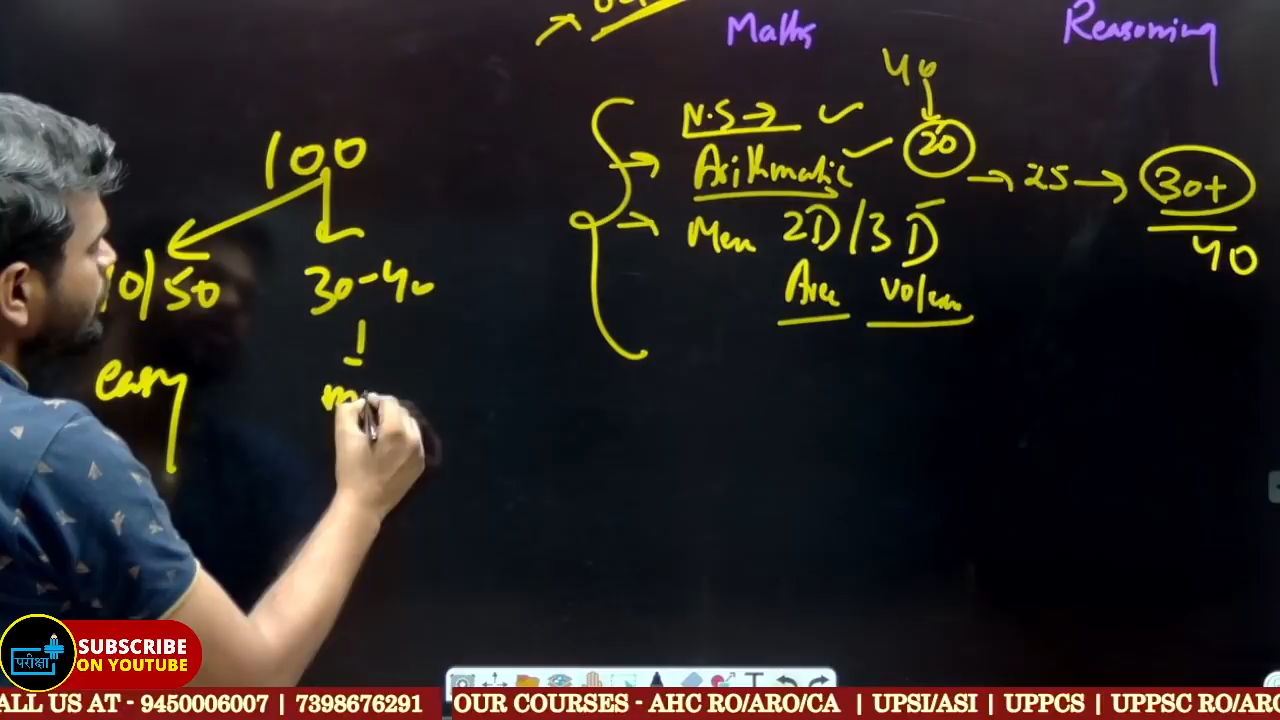 Maths
Reasoning
40
N.S → ✓
Arithmatic ✓
20 → 25 → 30+
40
Men 2D/3D
Area Volume
100
0/50
30-40
easy
m
परीक्षा
SUBSCRIBE
ON YOUTUBE
ALL US AT - 9450006007 | 7398676291 | OUR COURSES - AHC RO/ARO/CA | UPSI/ASI | UPPCS | UPPSC RO/ARO